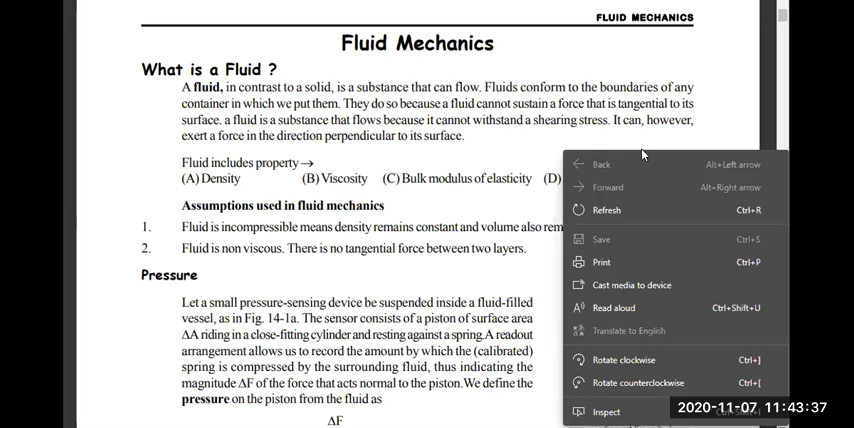 FLUID MECHANICS
Fluid Mechanics
What is a Fluid ?
A fluid, in contrast to a solid, is a substance that can flow. Fluids conform to the boundaries of any
container in which we put them. They do so because a fluid cannot sustain a force that is tangential to its
surface. a fluid is a substance that flows because it cannot withstand a shearing stress. It can, however,
exert a force in the direction perpendicular to its surface.
Fluid includes property →
(A) Density (B) Viscosity (C) Bulk modulus of elasticity (D)
Assumptions used in fluid mechanics
1. Fluid is incompressible means density remains constant and volume also rem
2. Fluid is non viscous. There is no tangential force between two layers.
Pressure
Let a small pressure-sensing device be suspended inside a fluid-filled
vessel, as in Fig. 14-1a. The sensor consists of a piston of surface area
ΔA riding in a close-fitting cylinder and resting against a spring. A readout
arrangement allows us to record the amount by which the (calibrated)
spring is compressed by the surrounding fluid, thus indicating the
magnitude ΔF of the force that acts normal to the piston. We define the
pressure on the piston from the fluid as
ΔF
Back Alt+Left arrow
Forward Alt+Right arrow
Refresh Ctrl+R
Save Ctrl+S
Print Ctrl+P
Cast media to device
Read aloud Ctrl+Shift+U
Translate to English
Rotate clockwise Ctrl+]
Rotate counterclockwise Ctrl+[
Inspect
2020-11-07 11:43:37